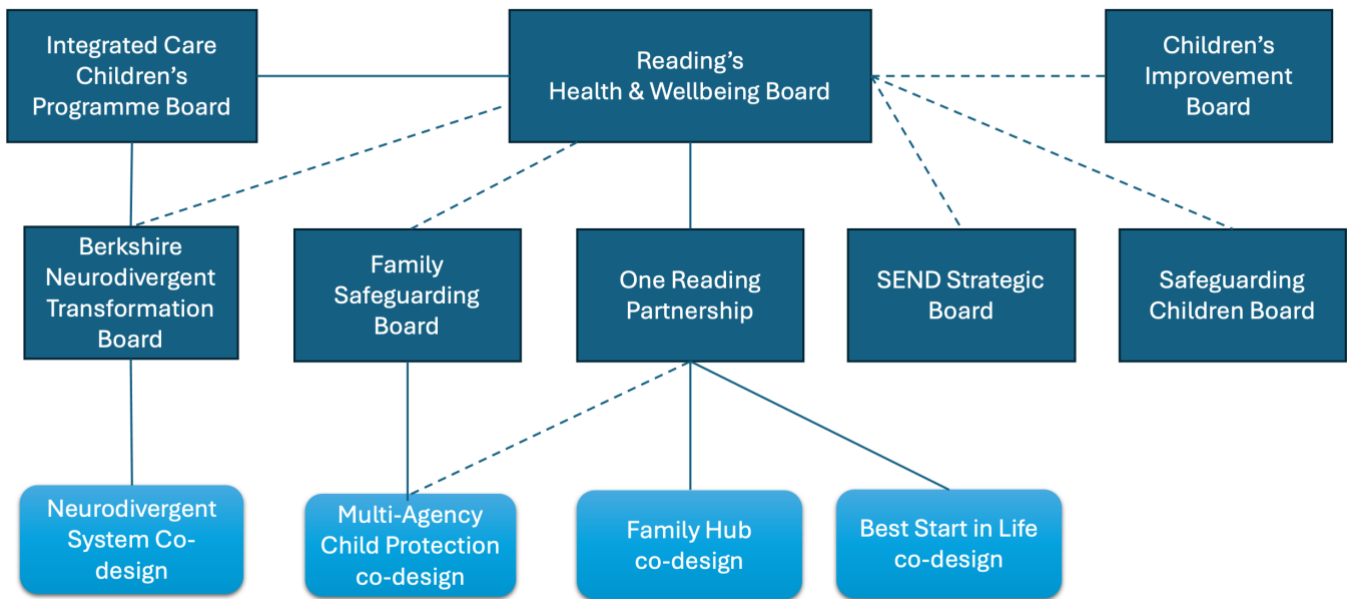 Integrated Care
Children's
Programme Board
Reading's
Health & Wellbeing Board
Children's
Improvement
Board
Berkshire
Neurodivergent
Transformation
Board
Family
Safeguarding
Board
One Reading
Partnership
SEND Strategic
Board
Safeguarding
Children Board
Neurodivergent
System Co-
design
Multi-Agency
Child Protection
co-design
Family Hub
co-design
Best Start in Life
co-design